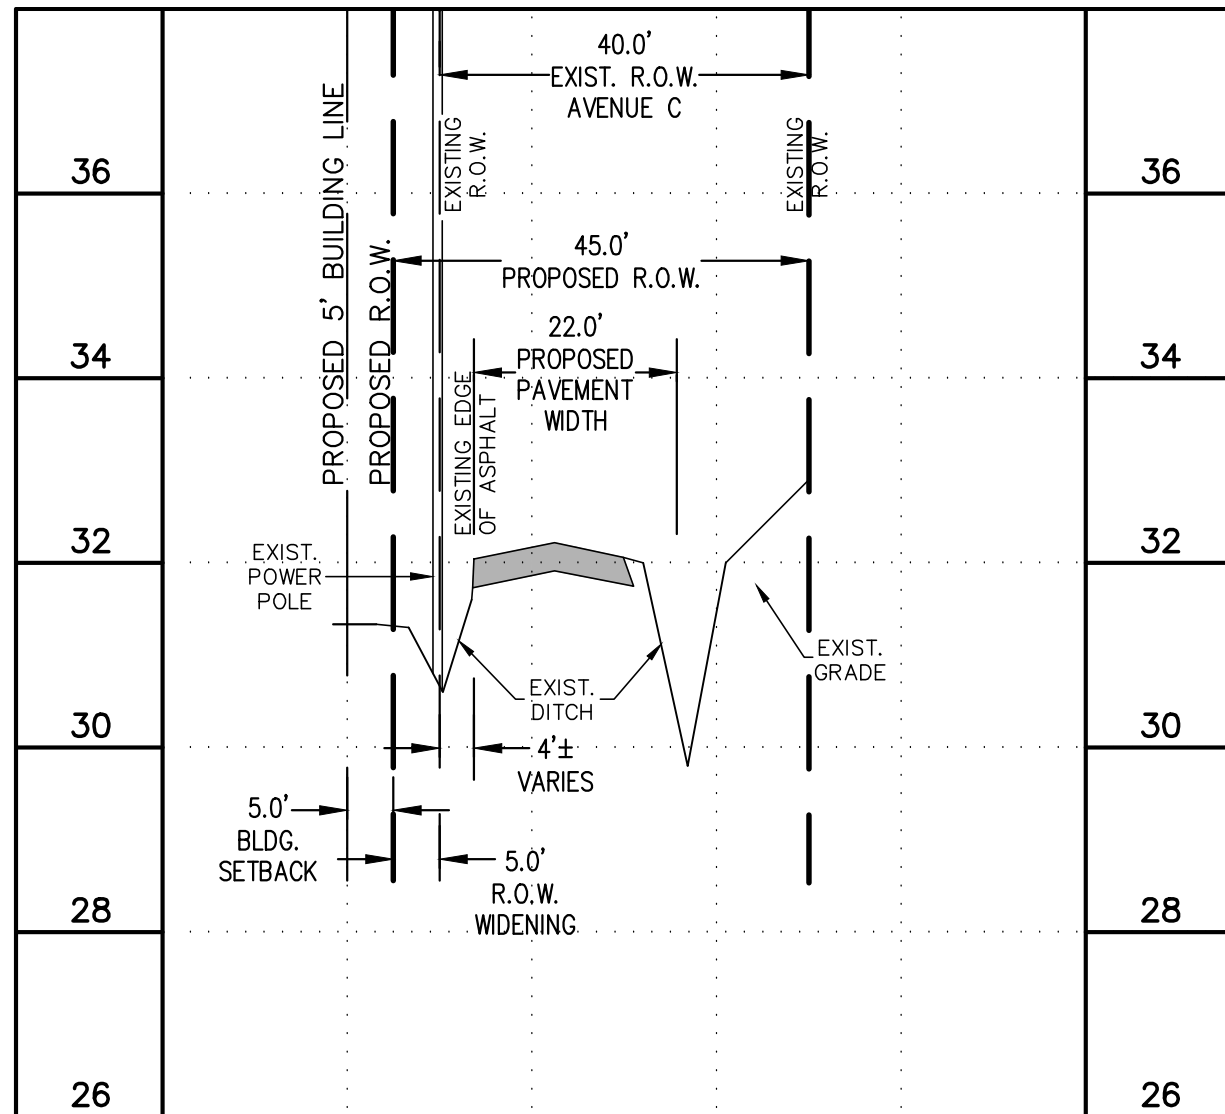 40.0'
EXIST. R.O.W.
AVENUE C
EXISTING
R.O.W.
EXISTING
R.O.W.
PROPOSED 5' BUILDING LINE
PROPOSED R.O.W.
36
36
45.0'
PROPOSED R.O.W.
22.0'
PROPOSED
PAVEMENT
WIDTH
34
34
EXISTING EDGE
OF ASPHALT
32
32
EXIST.
POWER
POLE
EXIST.
GRADE
EXIST.
DITCH
30
30
4'±
VARIES
5.0'
BLDG.
SETBACK
5.0'
R.O.W.
WIDENING
28
28
26
26